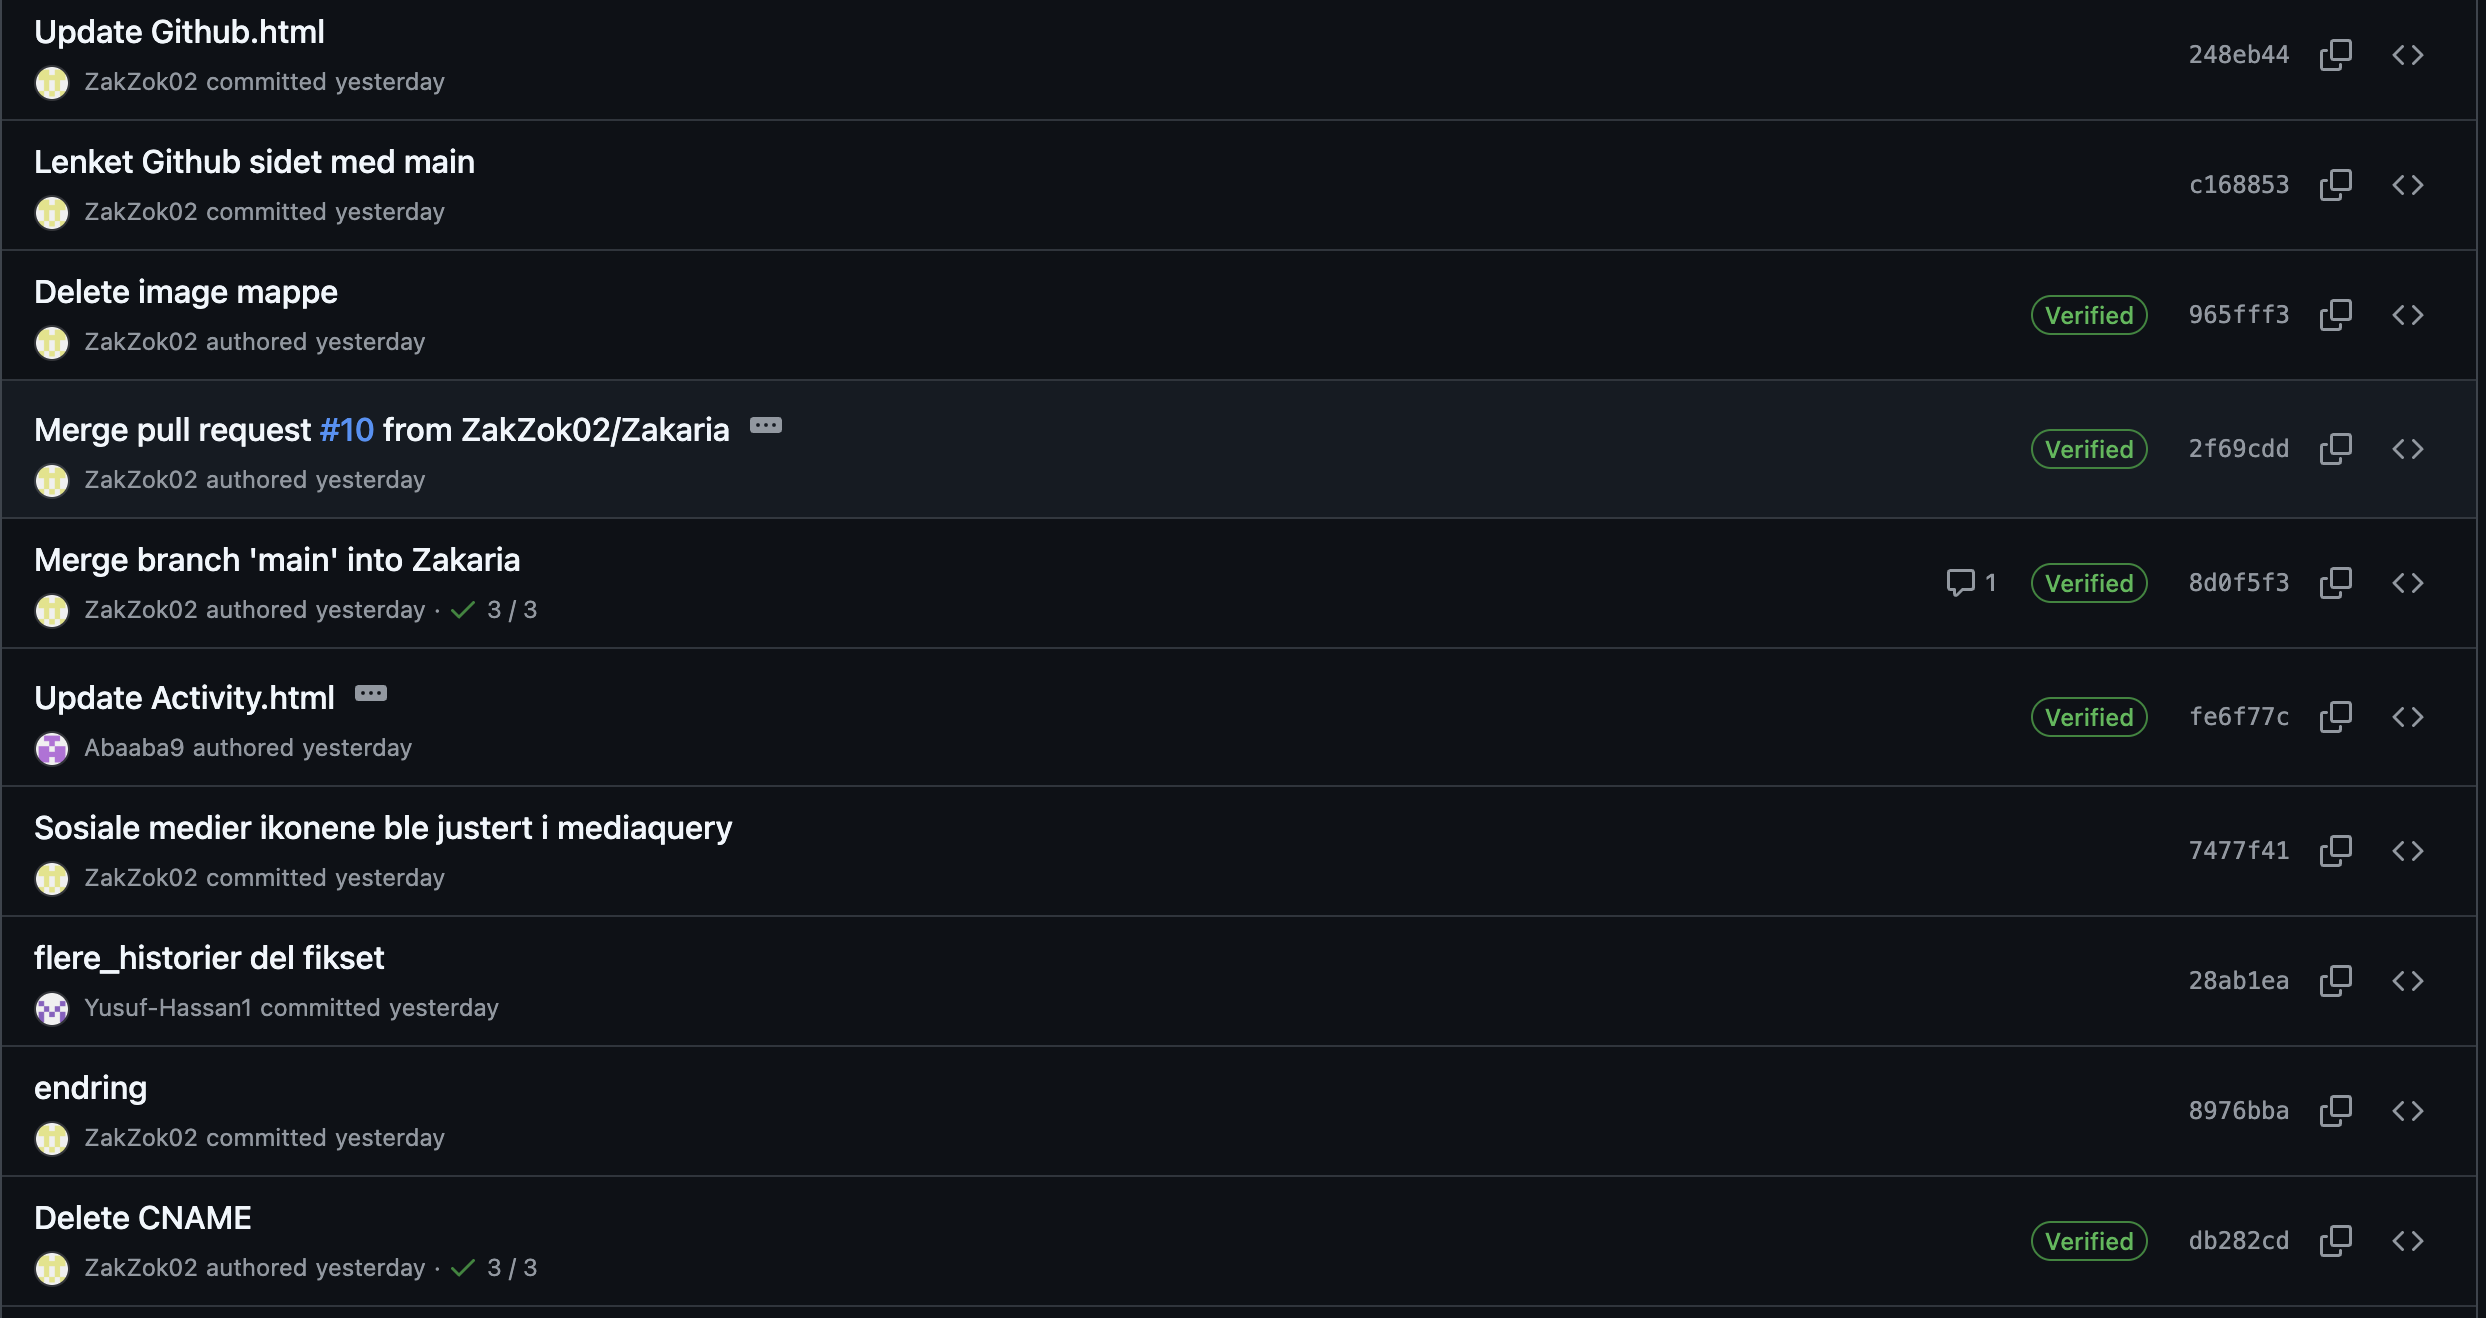 Update Github.html
ZakZok02 committed yesterday
248eb44
Lenket Github sidet med main
ZakZok02 committed yesterday
c168853
Delete image mappe
ZakZok02 authored yesterday
Verified 965fff3
Merge pull request #10 from ZakZok02/Zakaria
ZakZok02 authored yesterday
Verified 2f69cdd
Merge branch 'main' into Zakaria
ZakZok02 authored yesterday · 3 / 3
1 Verified 8d0f5f3
Update Activity.html
Abaaba9 authored yesterday
Verified fe6f77c
Sosiale medier ikonene ble justert i mediaquery
ZakZok02 committed yesterday
7477f41
flere_historier del fikset
Yusuf-Hassan1 committed yesterday
28ab1ea
endring
ZakZok02 committed yesterday
8976bba
Delete CNAME
ZakZok02 authored yesterday · 3 / 3
Verified db282cd